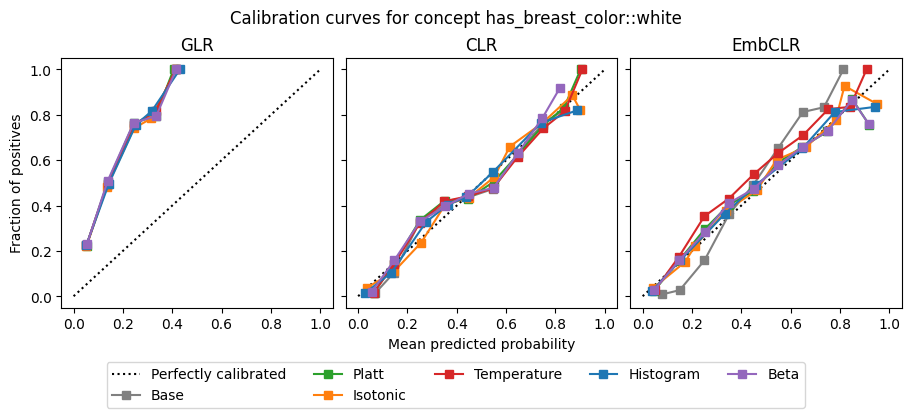 Calibration curves for concept has_breast_color::white
GLR
CLR
EmbCLR
Fraction of positives
1.0
0.8
0.6
0.4
0.2
0.0
0.0 0.2 0.4 0.6 0.8 1.0
0.0 0.2 0.4 0.6 0.8 1.0
0.0 0.2 0.4 0.6 0.8 1.0
Mean predicted probability
Perfectly calibrated Platt Temperature Histogram Beta
Base Isotonic